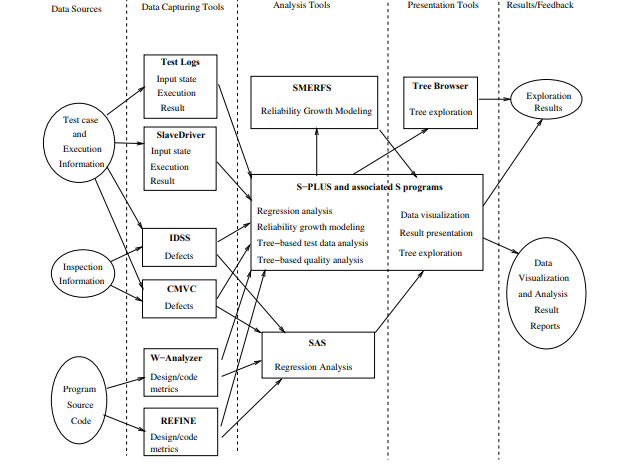 Data Sources
Data Capturing Tools
Analysis Tools
Presentation Tools
Results/Feedback
Test case
and
Execution
Information
Inspection
Information
Program
Source
Code
Test Logs
Input state
Execution
Result
SlaveDriver
Input state
Execution
Result
IDSS
Defects
CMVC
Defects
W−Analyzer
Design/code
metrics
REFINE
Design/code
metrics
SMERFS
Reliability Growth Modeling
S−PLUS and associated S programs
Regression analysis
Reliability growth modeling
Tree−based test data analysis
Tree−based quality analysis
Data visualization
Result presentation
Tree exploration
SAS
Regression Analysis
Tree Browser
Tree exploration
Exploration
Results
Data
Visualization
and Analysis
Result
Reports